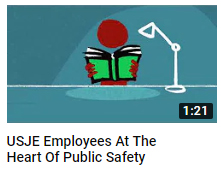 1:21
USJE Employees At The
Heart Of Public Safety